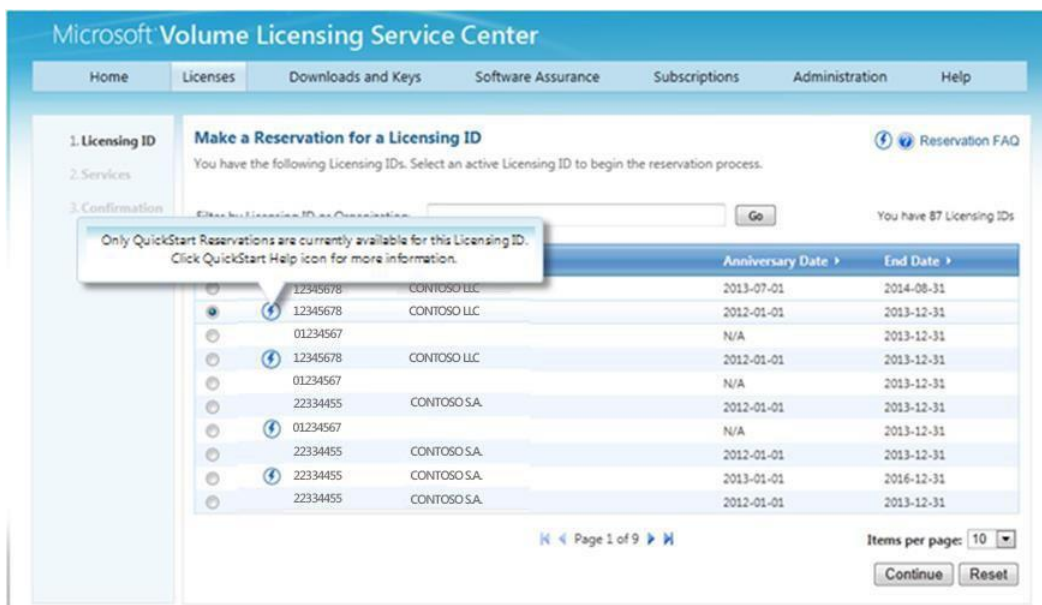 Microsoft Volume Licensing Service Center
Home Licenses Downloads and Keys Software Assurance Subscriptions Administration Help
1. Licensing ID
2. Services
3. Confirmation
Make a Reservation for a Licensing ID
Reservation FAQ
You have the following Licensing IDs. Select an active Licensing ID to begin the reservation process.
Filter by Licensing ID or Organization: Go You have 87 Licensing IDs
Only QuickStart Reservations are currently available for this Licensing ID.
Click QuickStart Help icon for more information.
Anniversary Date End Date
12345678 CONTOSO LLC 2013-07-01 2014-08-31
12345678 CONTOSO LLC 2012-01-01 2013-12-31
01234567 N/A 2013-12-31
12345678 CONTOSO LLC 2012-01-01 2013-12-31
01234567 N/A 2013-12-31
22334455 CONTOSO S.A. 2012-01-01 2013-12-31
01234567 N/A 2013-12-31
22334455 CONTOSO S.A. 2012-01-01 2013-12-31
22334455 CONTOSO S.A. 2013-01-01 2016-12-31
22334455 CONTOSO S.A. 2012-01-01 2013-12-31
Page 1 of 9 Items per page: 10
Continue Reset